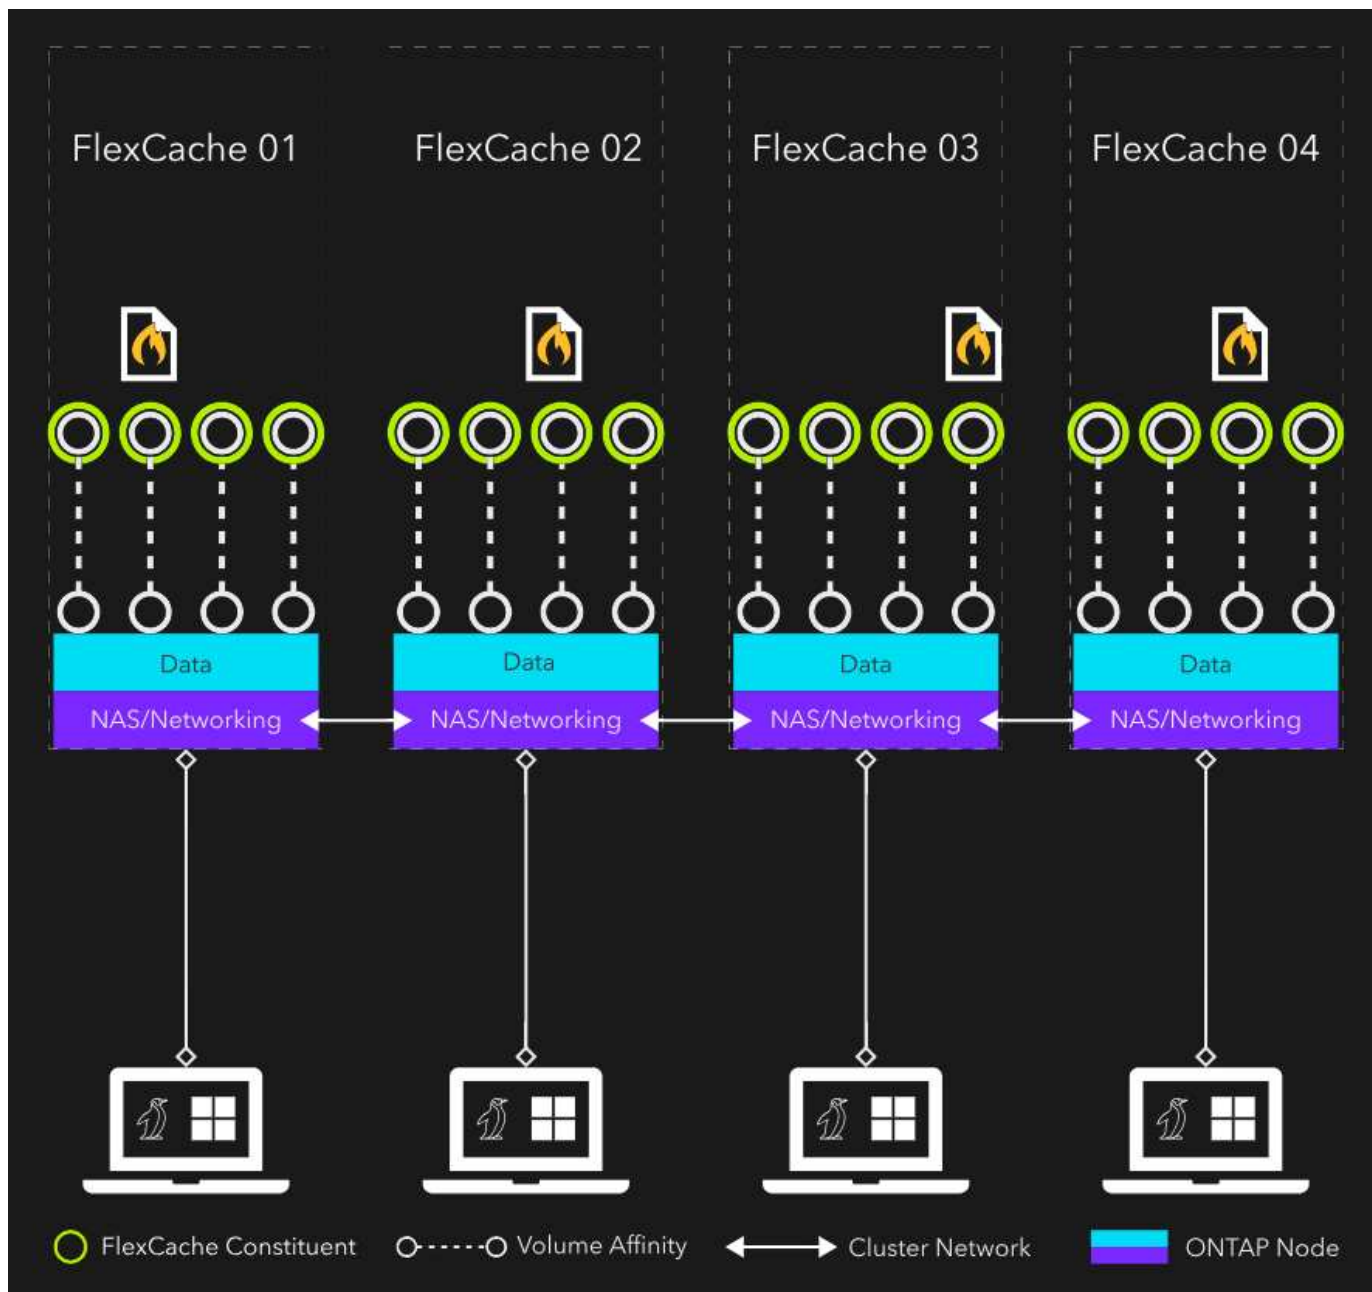 FlexCache 01
FlexCache 02
FlexCache 03
FlexCache 04
Data
Data
Data
Data
NAS/Networking
NAS/Networking
NAS/Networking
NAS/Networking
FlexCache Constituent
Volume Affinity
Cluster Network
ONTAP Node